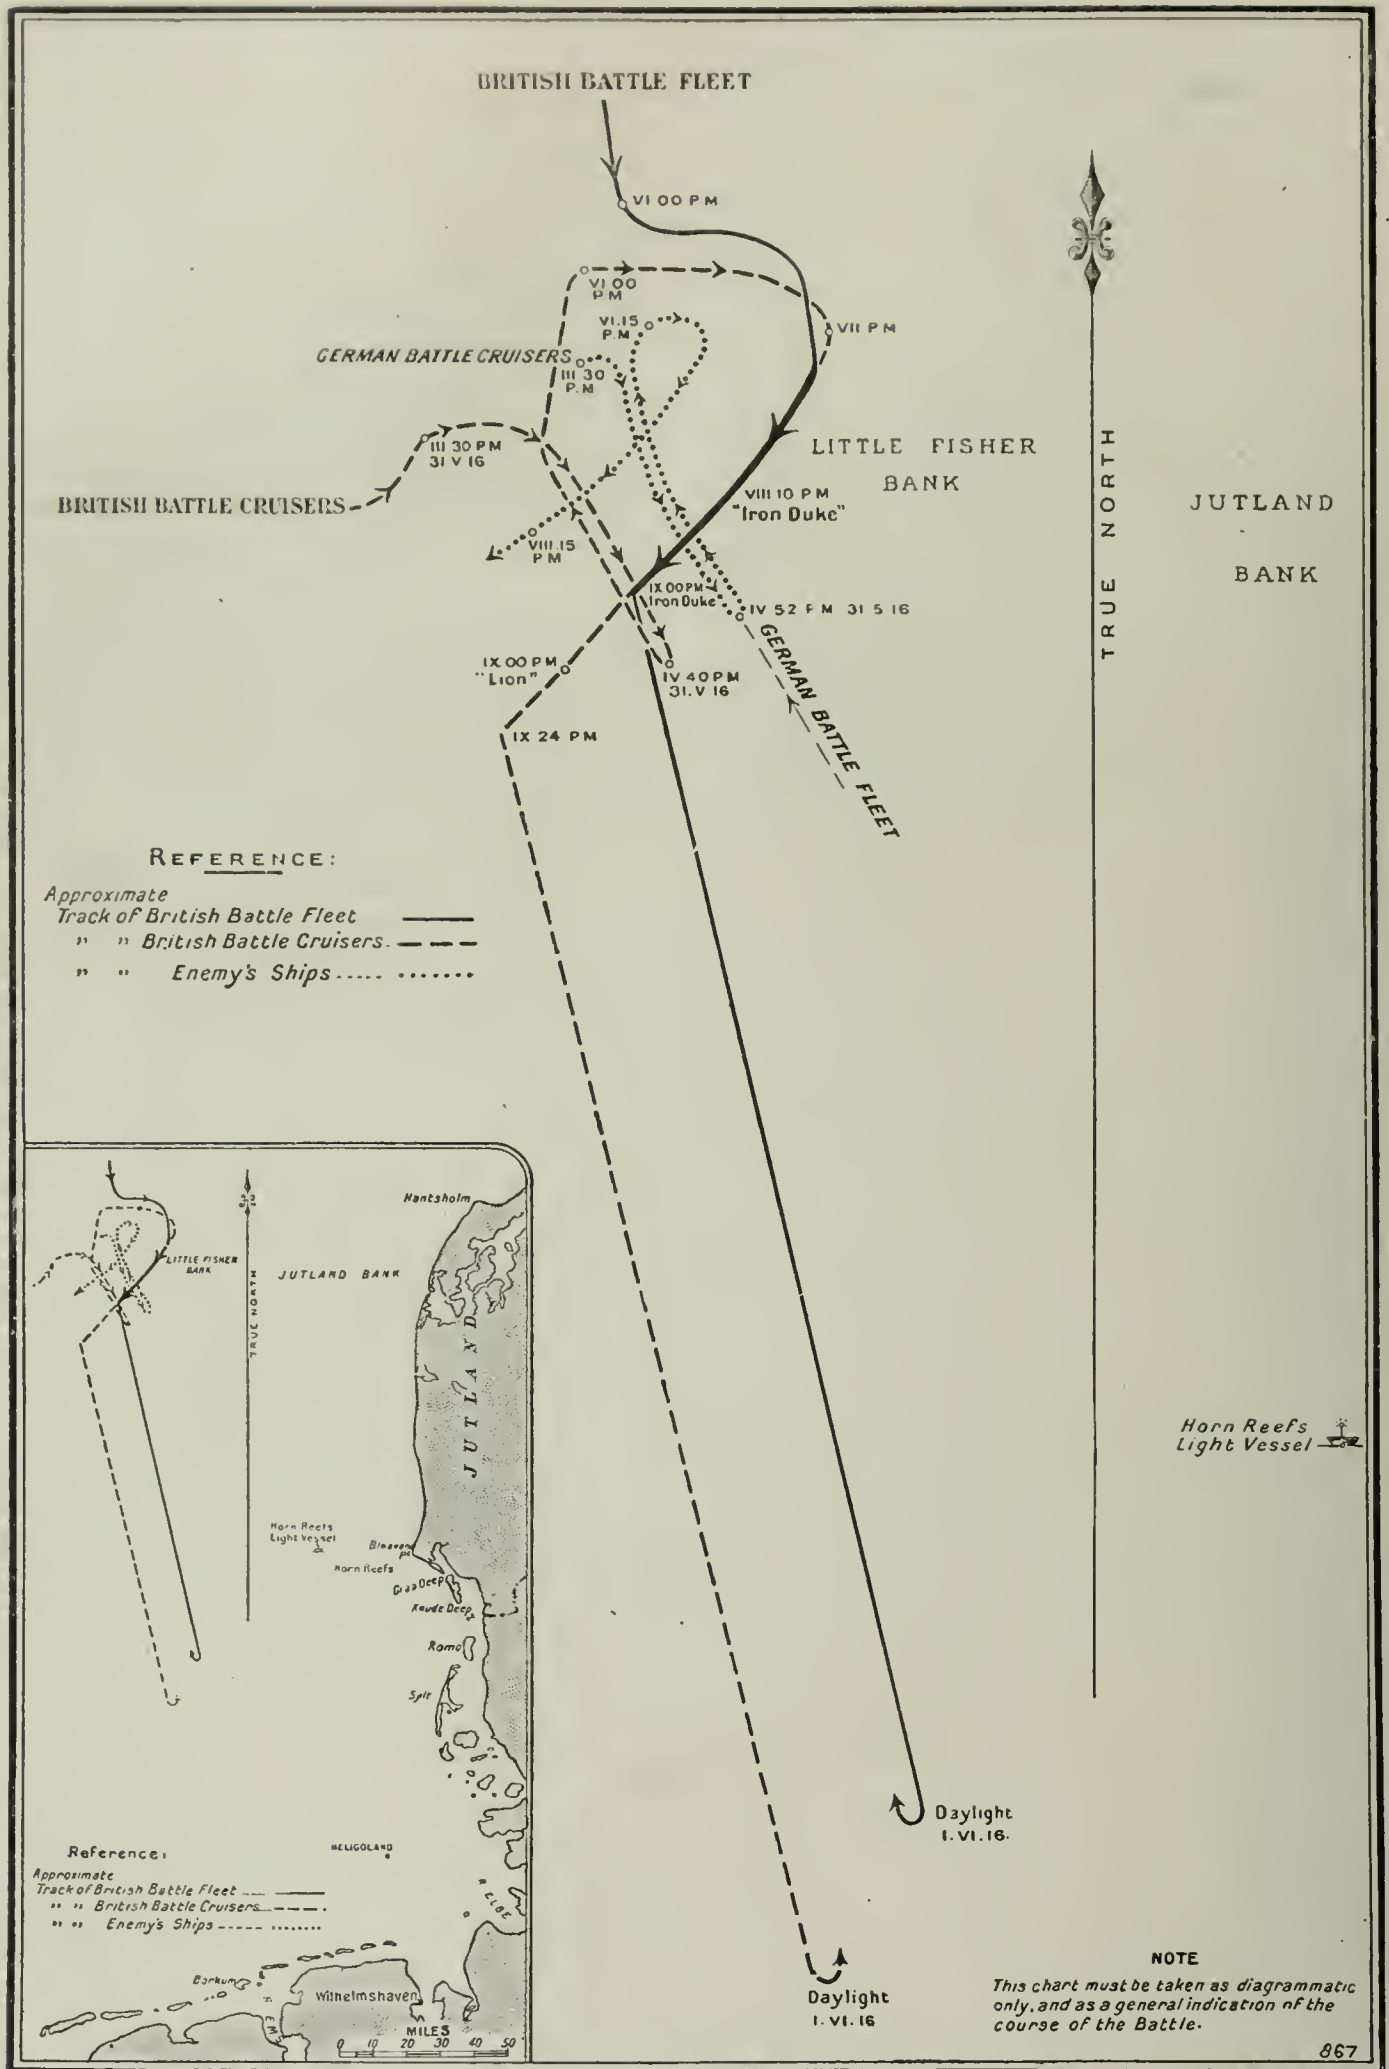 BRITISH BATTLE FLEET
VI 00 PM
VI 00
PM
VI.15
P.M
VII PM
GERMAN BATTLE CRUISERS
III 30
P.M
III 30 PM
31 V 16
LITTLE FISHER
BANK
TRUE NORTH
JUTLAND
BANK
BRITISH BATTLE CRUISERS
VIII 10 PM
"Iron Duke"
VIII.15
PM
IX 00 PM
Iron Duke
IV 52 P M 31 5 16
IX 00 PM
"Lion"
IV 40 PM
31.V 16
GERMAN BATTLE FLEET
IX 24 PM
REFERENCE:
Approximate
Track of British Battle Fleet
" " British Battle Cruisers
" " Enemy's Ships
Horn Reefs
Light Vessel
Hantsholm
LITTLE FISHER
BANK
JUTLAND BANK
TRUE NORTH
JUTLAND
Horn Reefs
Light Vessel
Horn Reefs
Graa Deep
Romo
HELIGOLAND
R ELBE
Reference:
Approximate
Track of British Battle Fleet
" " British Battle Cruisers
" " Enemy's Ships
Borkum
R EMS
Wilhelmshaven
MILES
0 10 20 30 40 50
Daylight
1.VI.16.
Daylight
1.VI.16
NOTE
This chart must be taken as diagrammatic
only, and as a general indication of the
course of the Battle.
867